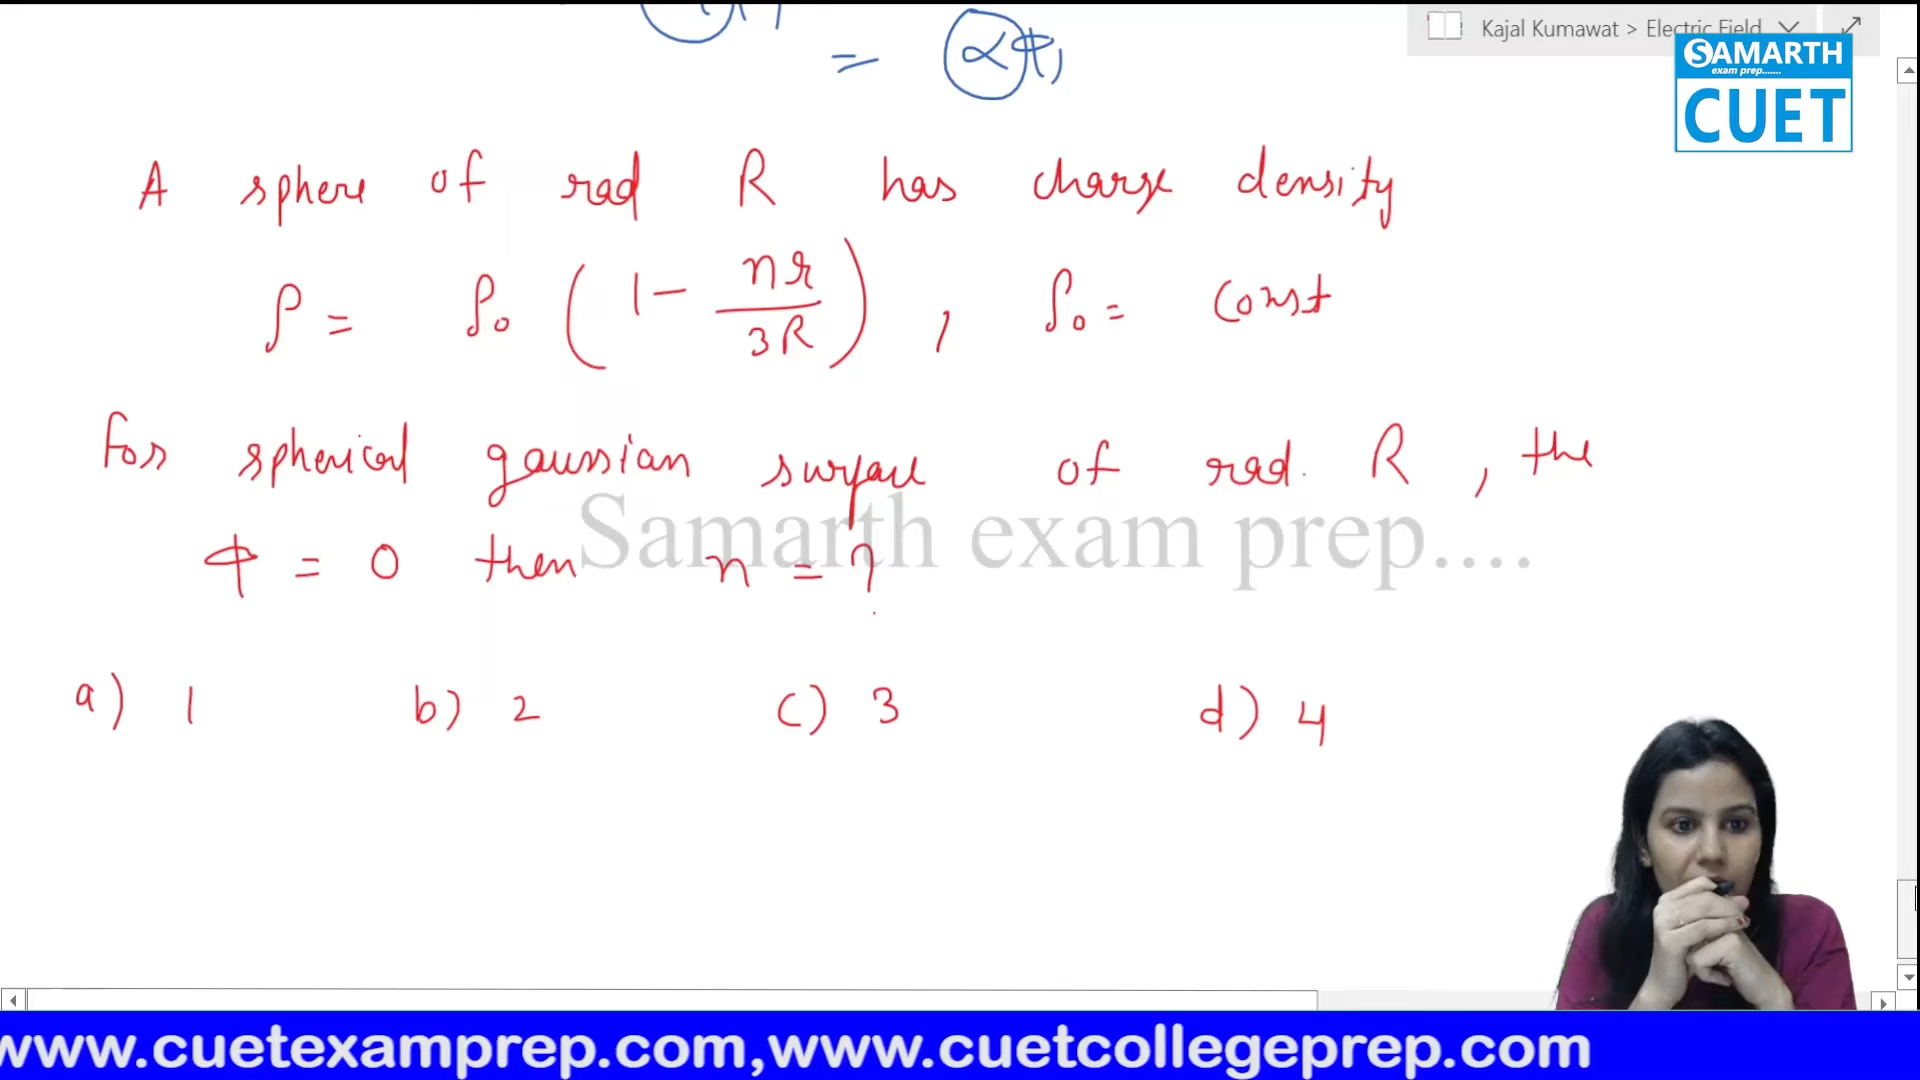 = αΦ₁
Kajal Kumawat > Electric Field
SAMARTH
exam prep.......
CUET
A sphere of rad R has charge density
ρ = ρ₀ (1 - nr/3R), ρ₀ = const
For spherical gaussian surface of rad. R, the
Φ = 0 then n = ?
Samarth exam prep....
a) 1 b) 2 c) 3 d) 4
www.cuetexamprep.com,www.cuetcollegeprep.com